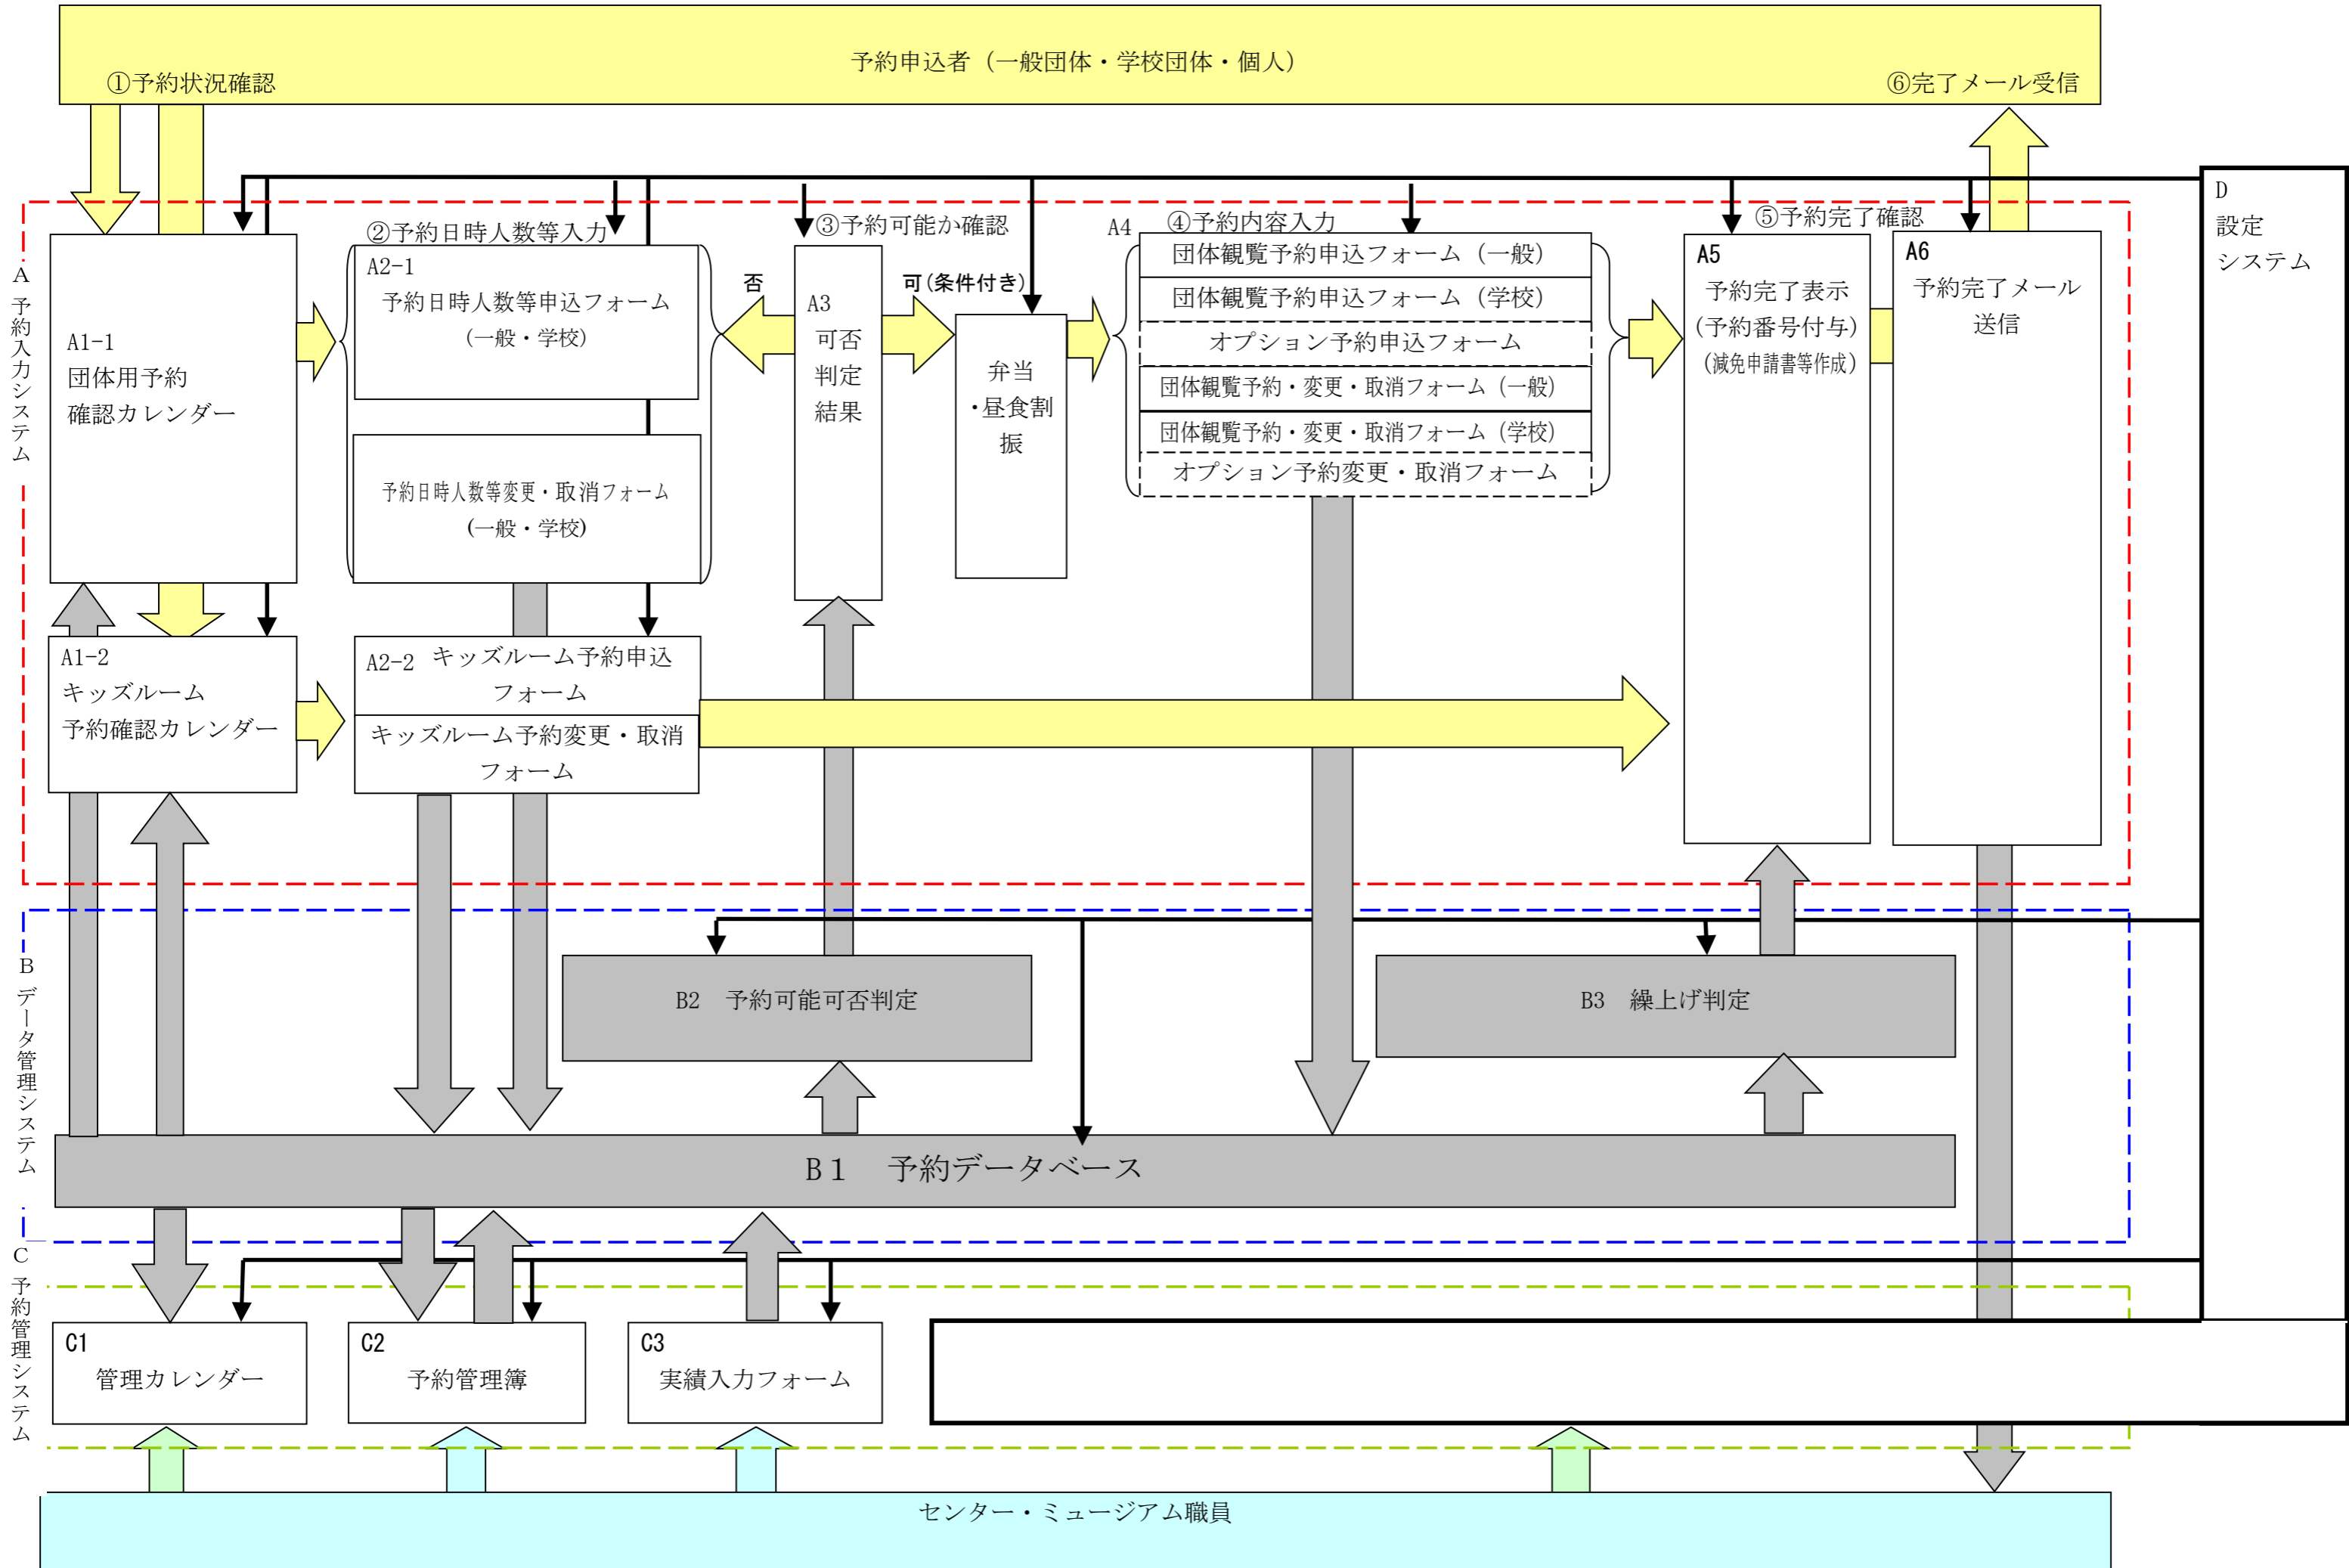 予約申込者（一般団体・学校団体・個人）
①予約状況確認
⑥完了メール受信
D
設定
システム
A 予約入力システム
②予約日時人数等入力
③予約可能か確認
A4
④予約内容入力
⑤予約完了確認
A1-1
団体用予約
確認カレンダー
A2-1
予約日時人数等申込フォーム
（一般・学校）
予約日時人数等変更・取消フォーム
（一般・学校）
否
可(条件付き)
A3
可否
判定
結果
弁当
・昼食割
振
団体観覧予約申込フォーム（一般）
団体観覧予約申込フォーム（学校）
オプション予約申込フォーム
団体観覧予約・変更・取消フォーム（一般）
団体観覧予約・変更・取消フォーム（学校）
オプション予約変更・取消フォーム
A5
予約完了表示
(予約番号付与)
(減免申請書等作成)
A6
予約完了メール
送信
A1-2
キッズルーム
予約確認カレンダー
A2-2 キッズルーム予約申込
フォーム
キッズルーム予約変更・取消
フォーム
B データ管理システム
B2　予約可能可否判定
B3　繰上げ判定
B１　予約データベース
C 予約管理システム
C1
管理カレンダー
C2
予約管理簿
C3
実績入力フォーム
センター・ミュージアム職員